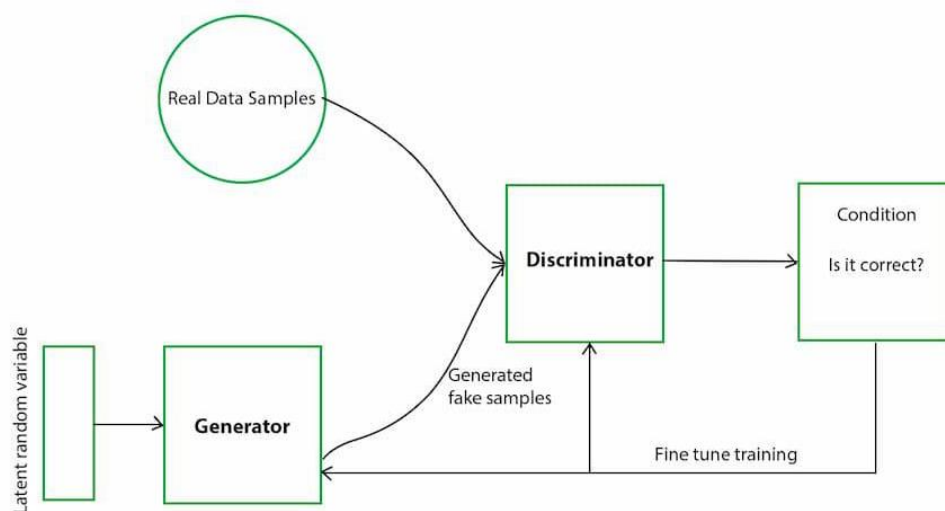 Real Data Samples
Condition
Is it correct?
Discriminator
Generated
fake samples
Latent random variable
Generator
Fine tune training